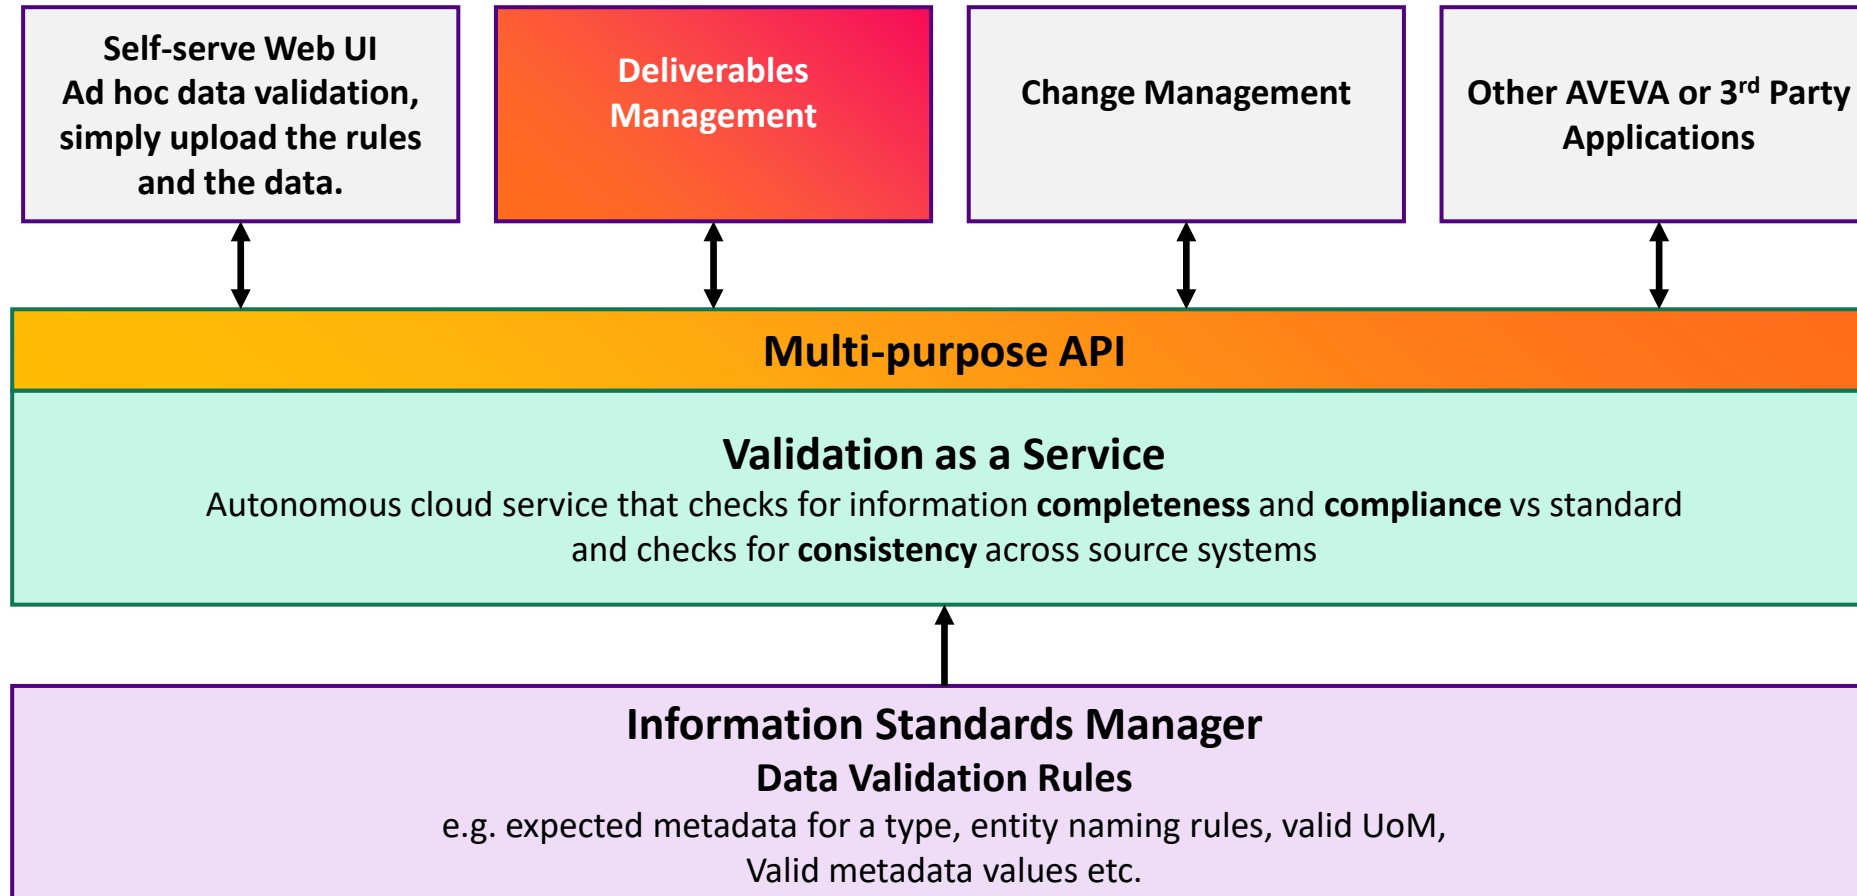 Self-serve Web UI
Ad hoc data validation,
simply upload the rules
and the data.
Deliverables
Management
Change Management
Other AVEVA or 3rd Party
Applications
Multi-purpose API
Validation as a Service
Autonomous cloud service that checks for information completeness and compliance vs standard
and checks for consistency across source systems
Information Standards Manager
Data Validation Rules
e.g. expected metadata for a type, entity naming rules, valid UoM,
Valid metadata values etc.